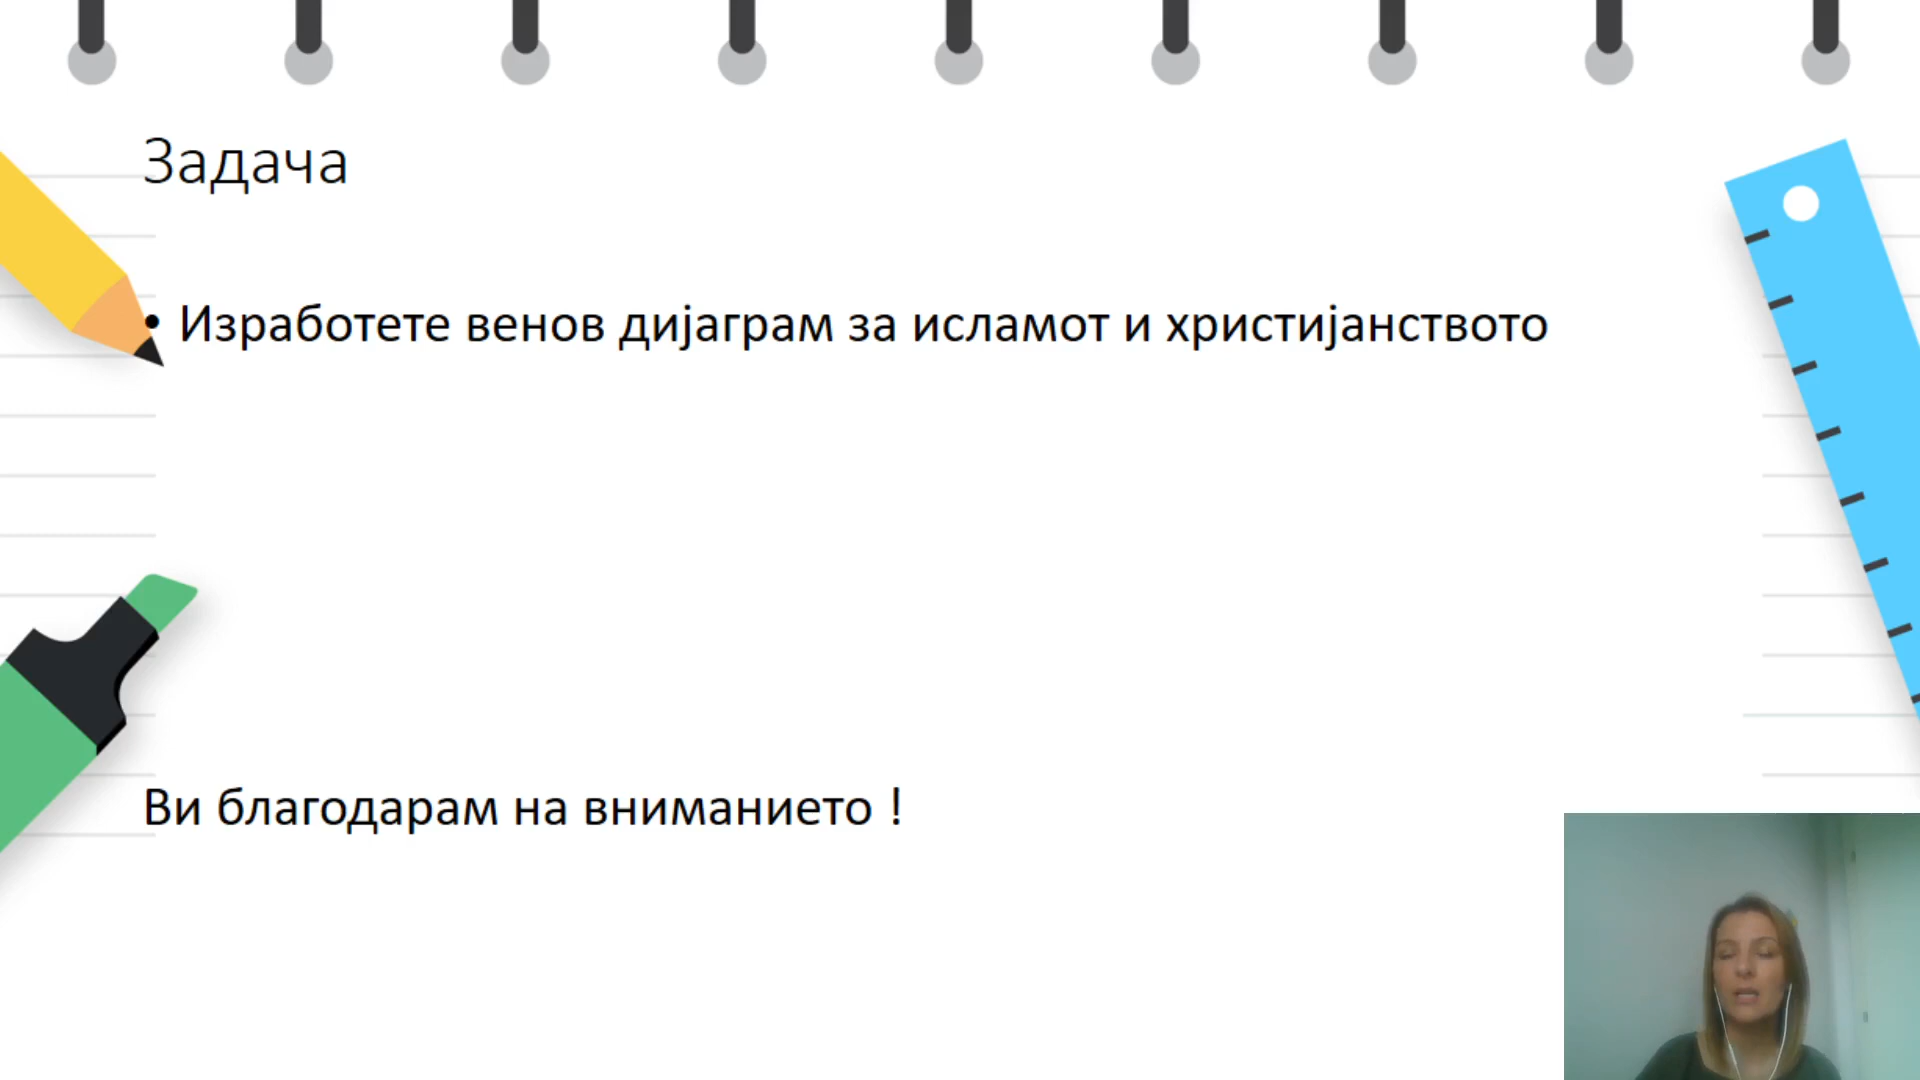 Задача
• Изработете венов дијаграм за исламот и христијанството
Ви благодарам на вниманието !